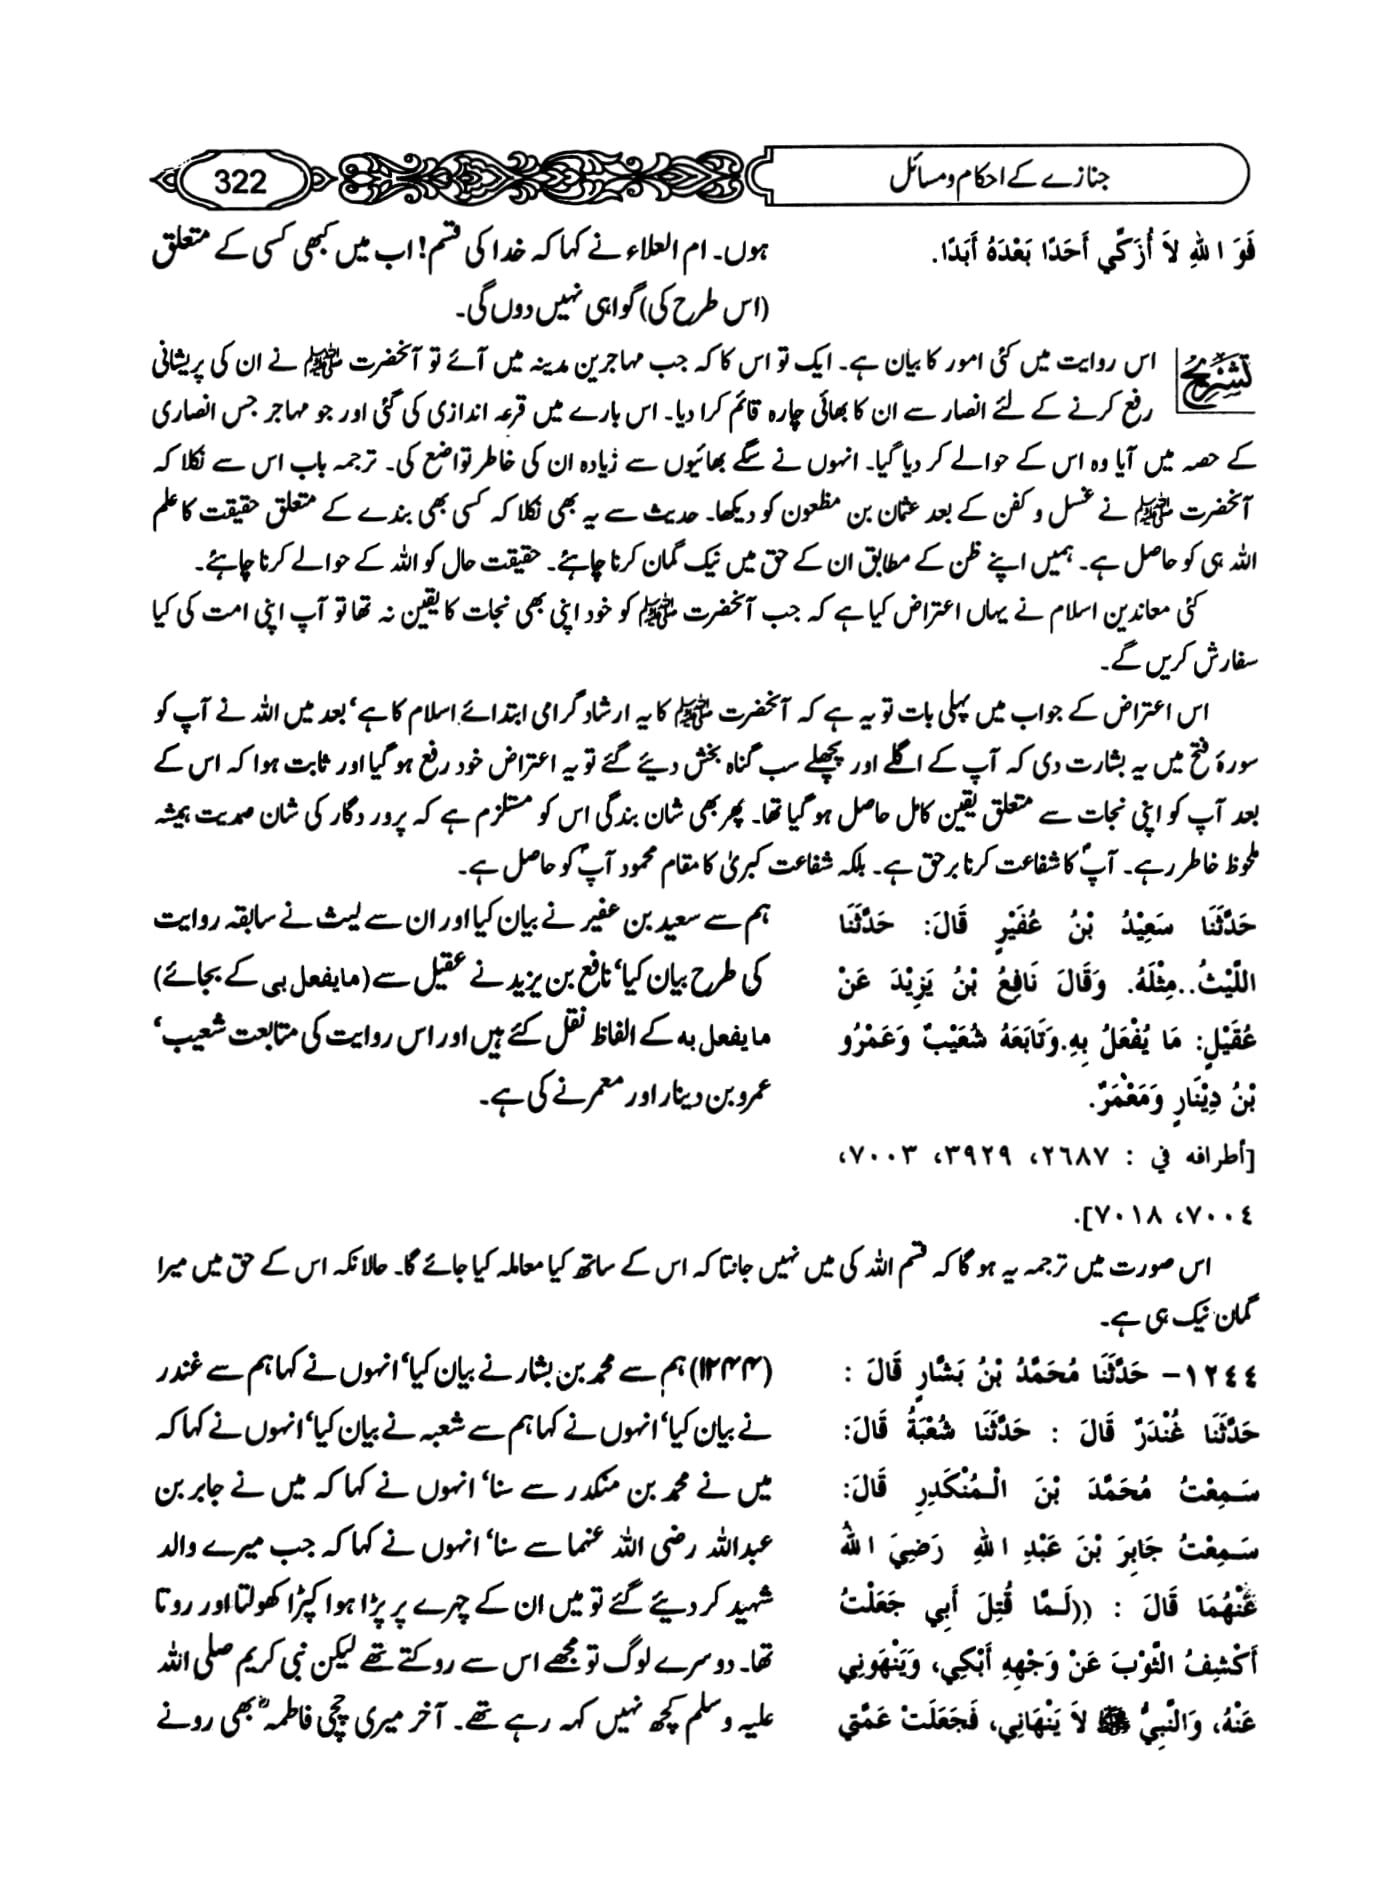 جنازے کے احکام و مسائل
322
فَوَ اللهِ لاَ أُزَكِّي أَحَدًا بَعْدَهُ أَبَدًا.
ہوں۔ ام العلاء نے کہا کہ خدا کی قسم! اب میں کبھی کسی کے متعلق
(اس طرح کی) گواہی نہیں دوں گی۔
تشریح
اس روایت میں کئی امور کا بیان ہے۔ ایک تو اس کا کہ جب مہاجرین مدینہ میں آئے تو آنحضرت ﷺ نے ان کی پریشانی
رفع کرنے کے لئے انصار سے ان کا بھائی چارہ قائم کرا دیا۔ اس بارے میں قرعہ اندازی کی گئی اور جو مہاجر جس انصاری
کے حصہ میں آیا وہ اس کے حوالے کر دیا گیا۔ انہوں نے سگے بھائیوں سے زیادہ ان کی خاطر تواضع کی۔ ترجمہ باب اس سے نکلا کہ
آنحضرت ﷺ نے غسل و کفن کے بعد عثمان بن مظعون کو دیکھا۔ حدیث سے یہ بھی نکلا کہ کسی بھی بندے کے متعلق حقیقت کا علم
اللہ ہی کو حاصل ہے۔ ہمیں اپنے ظن کے مطابق ان کے حق میں نیک گمان کرنا چاہئے۔ حقیقت حال کو اللہ کے حوالے کرنا چاہئے۔
کئی معاندین اسلام نے یہاں اعتراض کیا ہے کہ جب آنحضرت ﷺ کو خود اپنی بھی نجات کا یقین نہ تھا تو آپ اپنی امت کی کیا
سفارش کریں گے۔
اس اعتراض کے جواب میں پہلی بات تو یہ ہے کہ آنحضرت ﷺ کا یہ ارشاد گرامی ابتدائے اسلام کا ہے‘ بعد میں اللہ نے آپ کو
سورۂ فتح میں یہ بشارت دی کہ آپ کے اگلے اور پچھلے سب گناہ بخش دیئے گئے تو یہ اعتراض خود رفع ہو گیا اور ثابت ہوا کہ اس کے
بعد آپ کو اپنی نجات سے متعلق یقین کامل حاصل ہو گیا تھا۔ پھر بھی شان بندگی اس کو مستلزم ہے کہ پرور دگار کی شان صمدیت ہمیشہ
ملحوظ خاطر رہے۔ آپؐ کا شفاعت کرنا برحق ہے۔ بلکہ شفاعت کبریٰ کا مقام محمود آپؐ کو حاصل ہے۔
حَدَّثَنَا سَعِيْدُ بْنُ عُفَيْرٍ قَالَ: حَدَّثَنَا
اللَّيْثُ..مِثْلَهُ. وَقَالَ نَافِعُ بْنُ يَزِيْدَ عَنْ
عُقَيْلٍ: مَا يُفْعَلُ بِهِ.وَتَابَعَهُ شُعَيْبٌ وَعَمْرُو
بْنُ دِيْنَارٍ وَمَعْمَرٌ.
[أطرافه في : ٢٦٨٧، ٣٩٢٩، ٧٠٠٣،
٧٠٠٤، ٧٠١٨].
ہم سے سعید بن عفیر نے بیان کیا اور ان سے لیث نے سابقہ روایت
کی طرح بیان کیا‘ نافع بن یزید نے عقیل سے (ما یفعل بی کے بجائے)
ما یفعل بہ کے الفاظ نقل کئے ہیں اور اس روایت کی متابعت شعیب‘
عمرو بن دینار اور معمر نے کی ہے۔
اس صورت میں ترجمہ یہ ہو گا کہ قسم اللہ کی میں نہیں جانتا کہ اس کے ساتھ کیا معاملہ کیا جائے گا۔ حالانکہ اس کے حق میں میرا
گمان نیک ہی ہے۔
١٢٤٤- حَدَّثَنَا مُحَمَّدُ بْنُ بَشَّارٍ قَالَ :
حَدَّثَنَا غُنْدَرٌ قَالَ : حَدَّثَنَا شُعْبَةُ قَالَ:
سَمِعْتُ مُحَمَّدَ بْنَ الْمُنْكَدِرِ قَالَ:
سَمِعْتُ جَابِرَ بْنَ عَبْدِ اللهِ رَضِيَ اللهُ
عَنْهُمَا قَالَ : ((لَمَّا قُتِلَ أَبِي جَعَلْتُ
أَكْشِفُ الثَّوْبَ عَنْ وَجْهِهِ أَبْكِي، وَيَنْهَونِي
عَنْهُ، وَالنَّبِيُّ ﷺ لاَ يَنْهَانِي، فَجَعَلَتْ عَمَّتِي
(۱۲۴۴) ہم سے محمد بن بشار نے بیان کیا‘ انہوں نے کہا ہم سے غندر
نے بیان کیا‘ انہوں نے کہا ہم سے شعبہ نے بیان کیا‘ انہوں نے کہا کہ
میں نے محمد بن منکدر سے سنا‘ انہوں نے کہا کہ میں نے جابر بن
عبداللہ رضی اللہ عنہما سے سنا‘ انہوں نے کہا کہ جب میرے والد
شہید کر دیئے گئے تو میں ان کے چہرے پر پڑا ہوا کپڑا کھولتا اور روتا
تھا۔ دوسرے لوگ تو مجھے اس سے روکتے تھے لیکن نبی کریم صلی اللہ
علیہ وسلم کچھ نہیں کہہ رہے تھے۔ آخر میری چچی فاطمہؓ بھی رونے